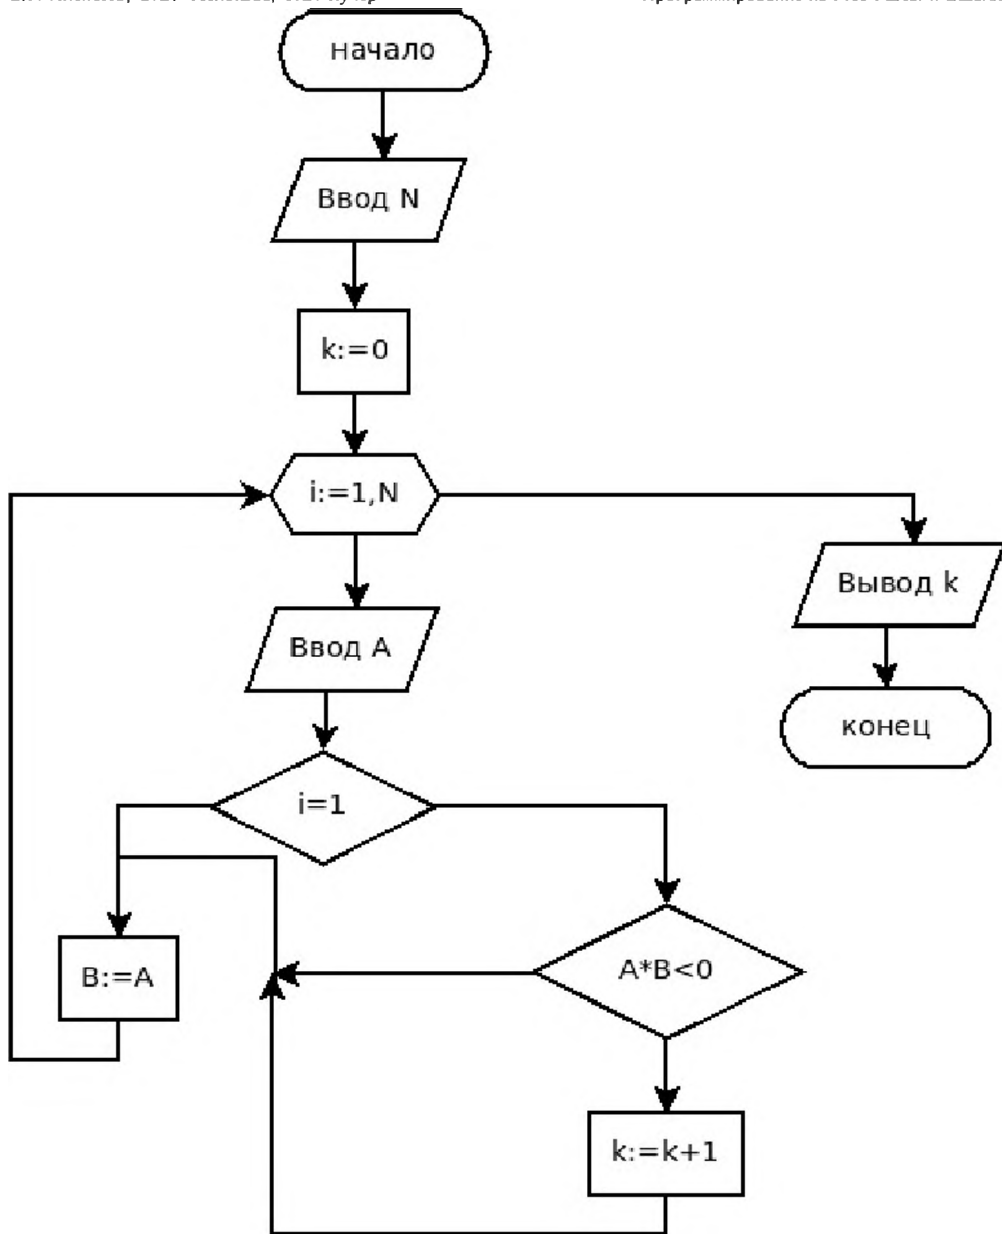 начало
Ввод N
k:=0
i:=1,N
Вывод k
Ввод A
конец
i=1
A*B<0
B:=A
k:=k+1